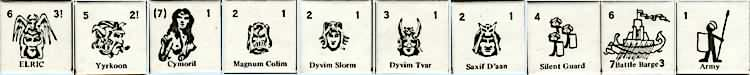 6 3!
ELRIC
5 2!
Yyrkoon
(7) 1
Cymoril
2 1
Magnum Colim
2 1
Dyvim Slorm
3 1
Dyvim Tvar
2 1
Saxif D'aan
4
Silent Guard
6
7 Battle Barge 3
1
Army